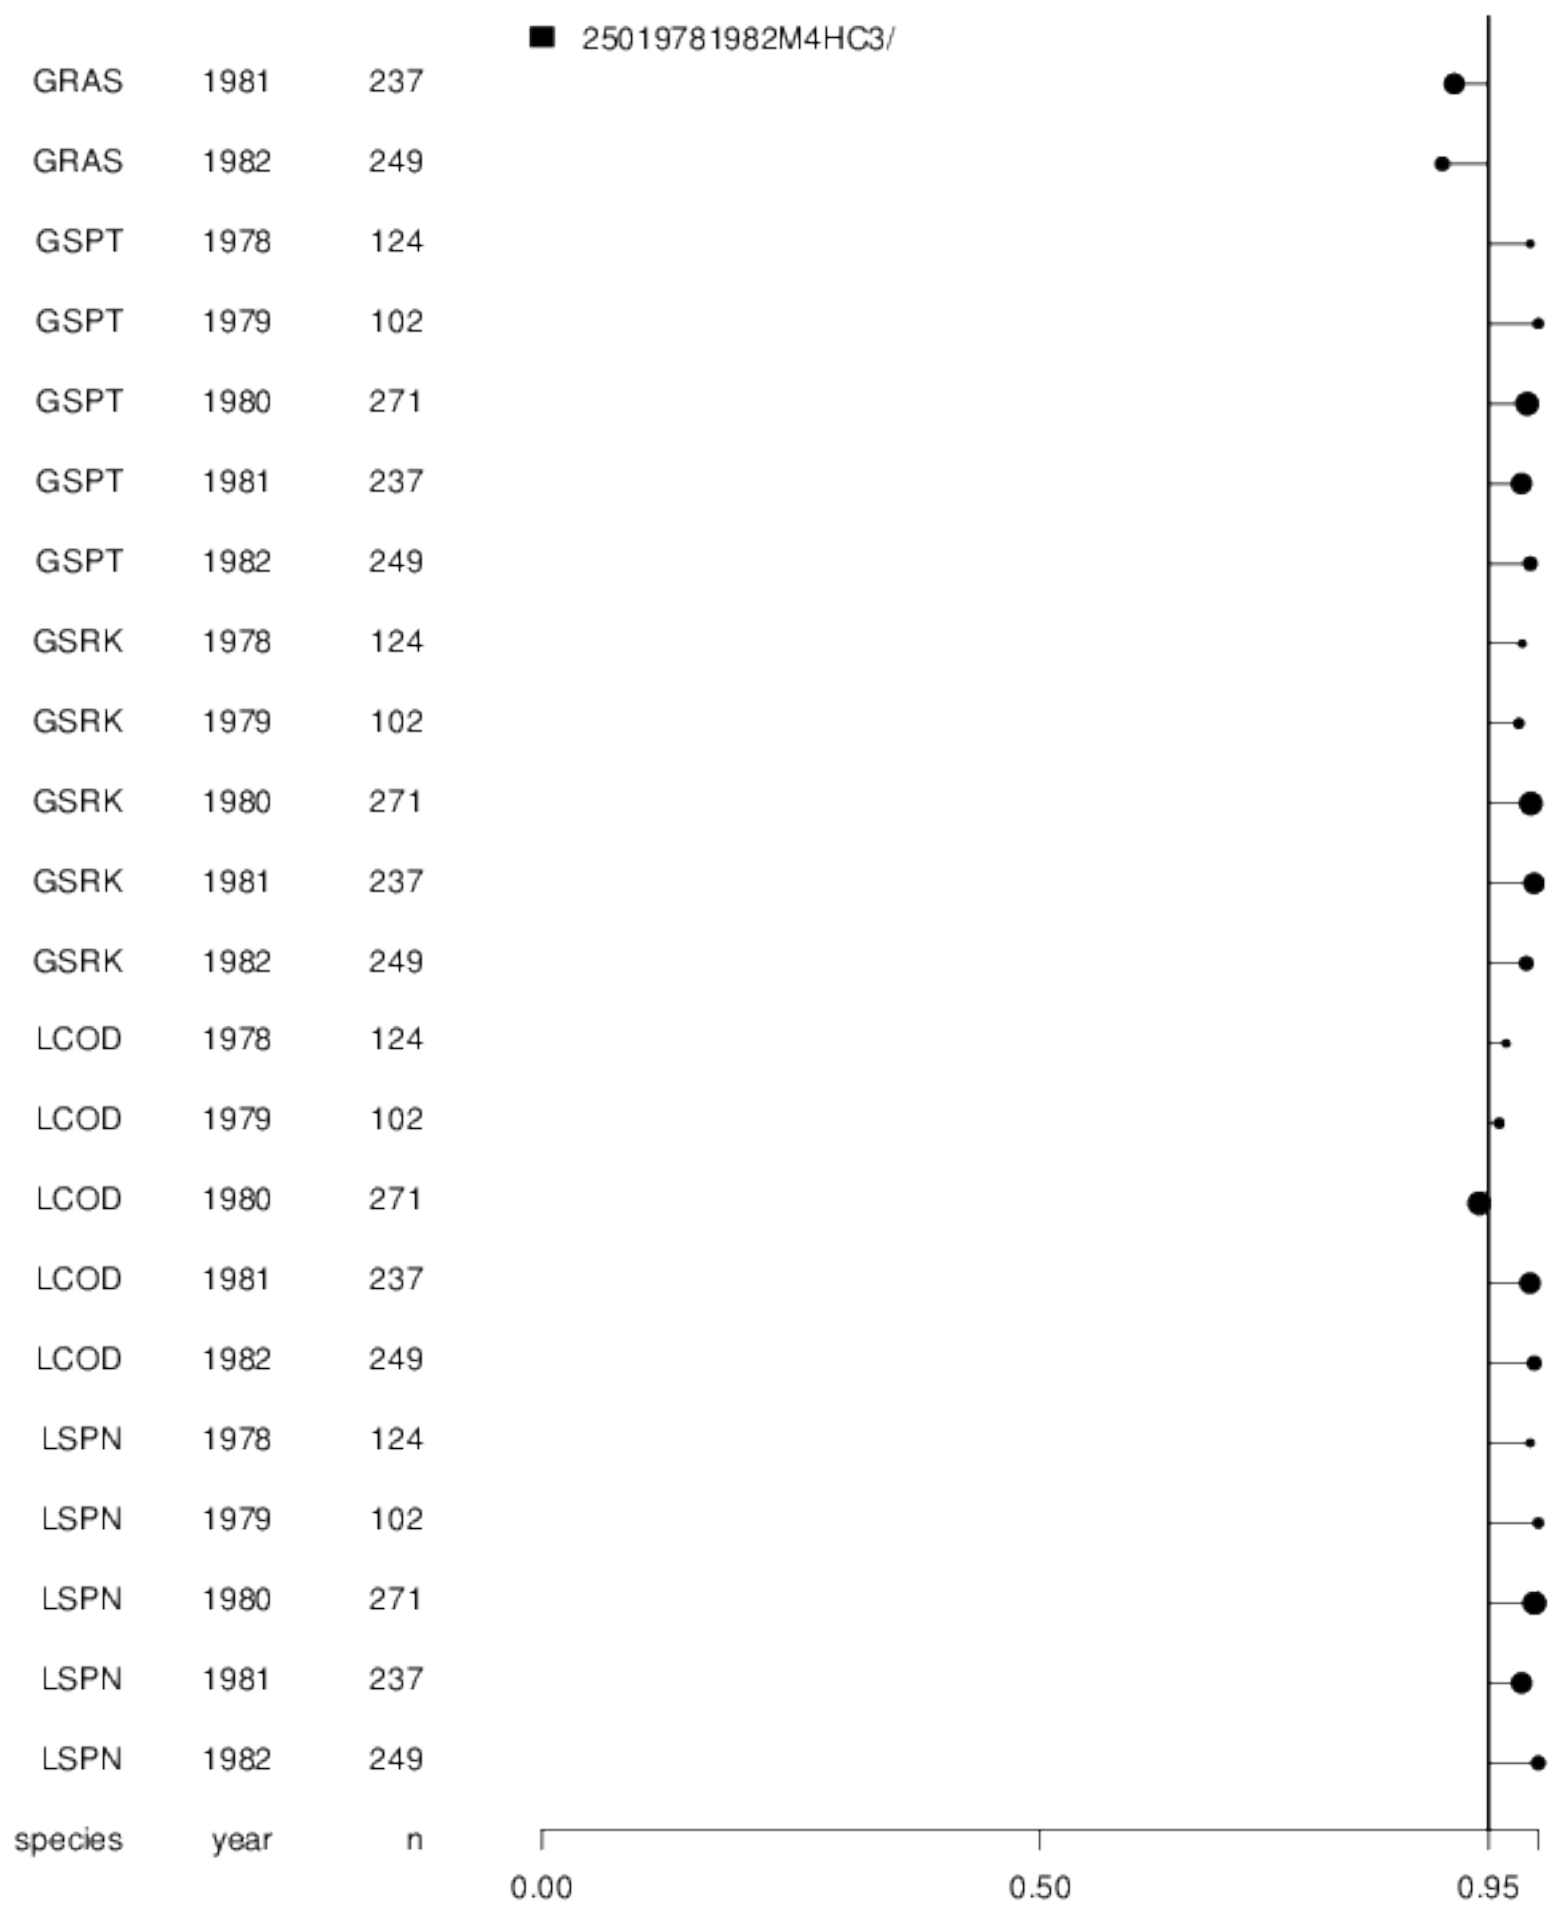 25019781982M4HC3/
GRAS 1981 237
GRAS 1982 249
GSPT 1978 124
GSPT 1979 102
GSPT 1980 271
GSPT 1981 237
GSPT 1982 249
GSRK 1978 124
GSRK 1979 102
GSRK 1980 271
GSRK 1981 237
GSRK 1982 249
LCOD 1978 124
LCOD 1979 102
LCOD 1980 271
LCOD 1981 237
LCOD 1982 249
LSPN 1978 124
LSPN 1979 102
LSPN 1980 271
LSPN 1981 237
LSPN 1982 249
species year n
0.00 0.50 0.95